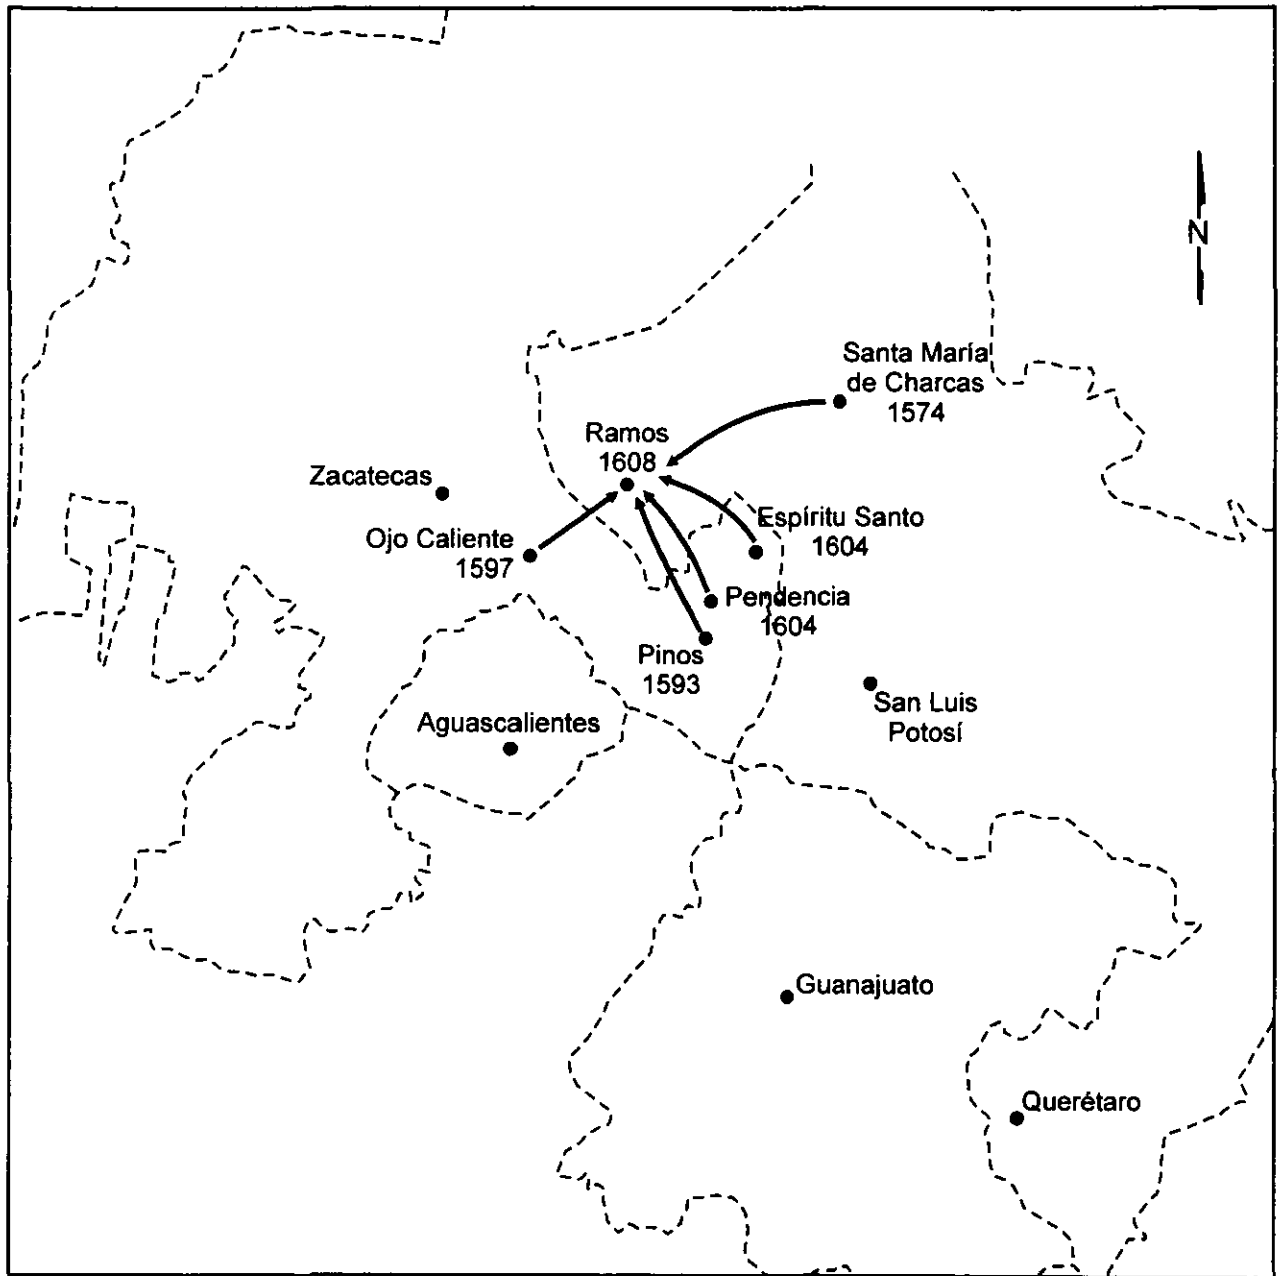 N
Santa María
de Charcas
1574
Ramos
1608
Zacatecas
Espíritu Santo
1604
Ojo Caliente
1597
Pendencia
1604
Pinos
1593
San Luis
Potosí
Aguascalientes
Guanajuato
Querétaro